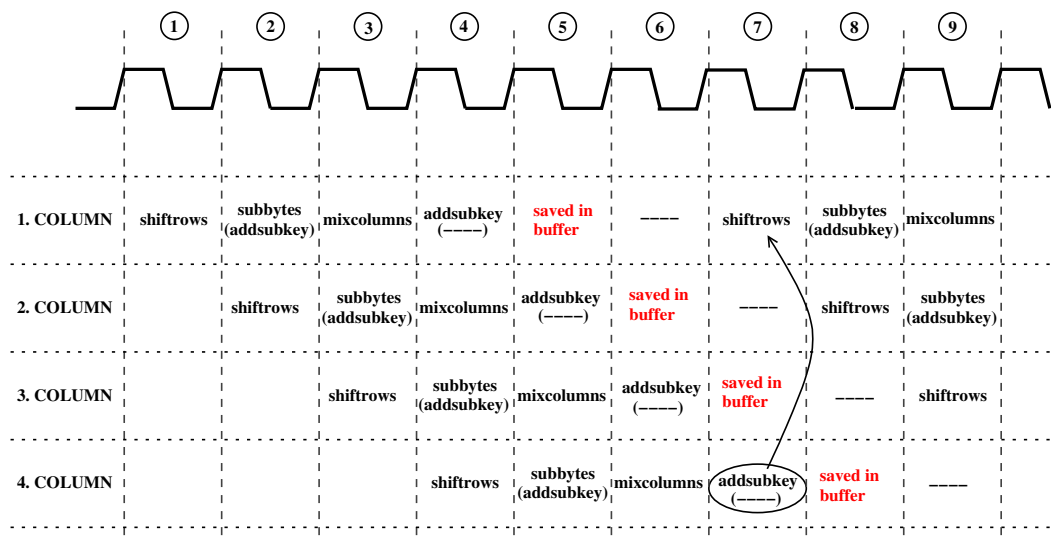 1 2 3 4 5 6 7 8 9
1. COLUMN shiftrows subbytes (addsubkey) mixcolumns addsubkey (−−−−) saved in buffer −−−− shiftrows subbytes (addsubkey) mixcolumns
2. COLUMN shiftrows subbytes (addsubkey) mixcolumns addsubkey (−−−−) saved in buffer −−−− shiftrows subbytes (addsubkey)
3. COLUMN shiftrows subbytes (addsubkey) mixcolumns addsubkey (−−−−) saved in buffer −−−− shiftrows
4. COLUMN shiftrows subbytes (addsubkey) mixcolumns addsubkey (−−−−) saved in buffer −−−−